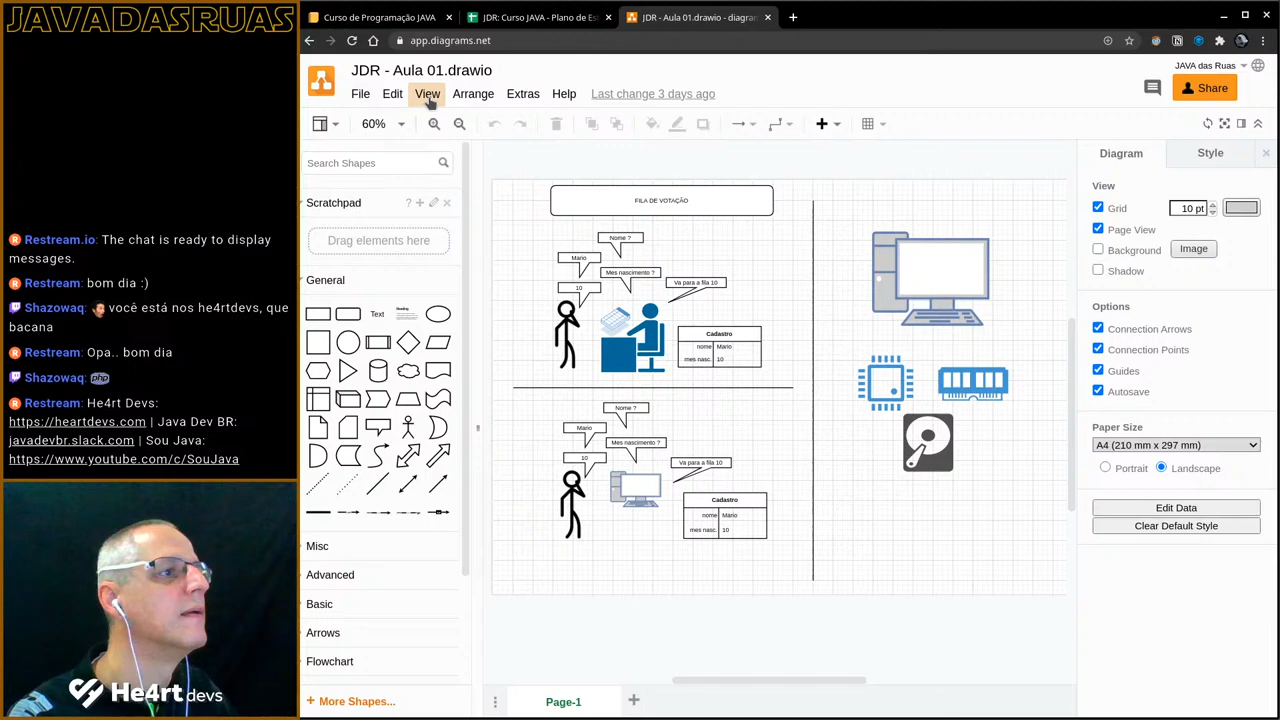 JAVADASRUAS
Curso de Programação JAVA
JDR: Curso JAVA - Plano de Es
JDR - Aula 01.drawio - diagram
app.diagrams.net
JDR - Aula 01.drawio
JAVA das Ruas
File Edit View Arrange Extras Help Last change 3 days ago
Share
60%
Search Shapes
Scratchpad
Drag elements here
General
Text
Heading
Misc
Advanced
Basic
Arrows
Flowchart
+ More Shapes...
Restream.io: The chat is ready to display
messages.
Restream: bom dia :)
Shazowaq: você está nos he4rtdevs, que
bacana
Restream: Opa.. bom dia
Shazowaq: php
Restream: He4rt Devs:
https://heartdevs.com | Java Dev BR:
javadevbr.slack.com | Sou Java:
https://www.youtube.com/c/SouJava
He4rt devs
FILA DE VOTAÇÃO
Nome ?
Mario
Mes nascimento ?
10
Va para a fila 10
Cadastro
nome Mario
mes nasc. 10
Nome ?
Mario
Mes nascimento ?
10
Va para a fila 10
Cadastro
nome Mario
mes nasc. 10
Page-1
Diagram Style
View
Grid 10 pt
Page View
Background Image
Shadow
Options
Connection Arrows
Connection Points
Guides
Autosave
Paper Size
A4 (210 mm x 297 mm)
Portrait Landscape
Edit Data
Clear Default Style